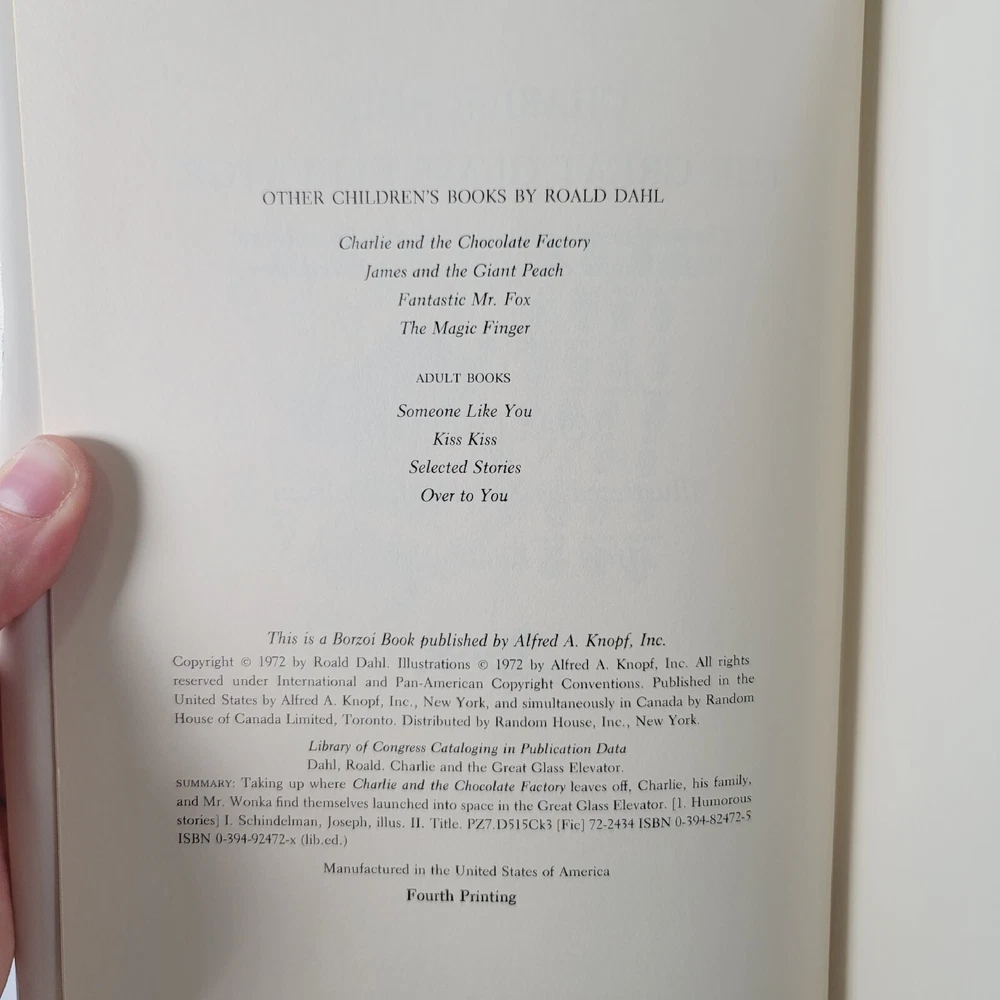 OTHER CHILDREN'S BOOKS BY ROALD DAHL
Charlie and the Chocolate Factory
James and the Giant Peach
Fantastic Mr. Fox
The Magic Finger
ADULT BOOKS
Someone Like You
Kiss Kiss
Selected Stories
Over to You
This is a Borzoi Book published by Alfred A. Knopf, Inc.
Copyright © 1972 by Roald Dahl. Illustrations © 1972 by Alfred A. Knopf, Inc. All rights
reserved under International and Pan-American Copyright Conventions. Published in the
United States by Alfred A. Knopf, Inc., New York, and simultaneously in Canada by Random
House of Canada Limited, Toronto. Distributed by Random House, Inc., New York.
Library of Congress Cataloging in Publication Data
Dahl, Roald. Charlie and the Great Glass Elevator.
SUMMARY: Taking up where Charlie and the Chocolate Factory leaves off, Charlie, his family,
and Mr. Wonka find themselves launched into space in the Great Glass Elevator. [1. Humorous
stories] I. Schindelman, Joseph, illus. II. Title. PZ7.D515Ck3 [Fic] 72-2434 ISBN 0-394-82472-5
ISBN 0-394-92472-x (lib.ed.)
Manufactured in the United States of America
Fourth Printing